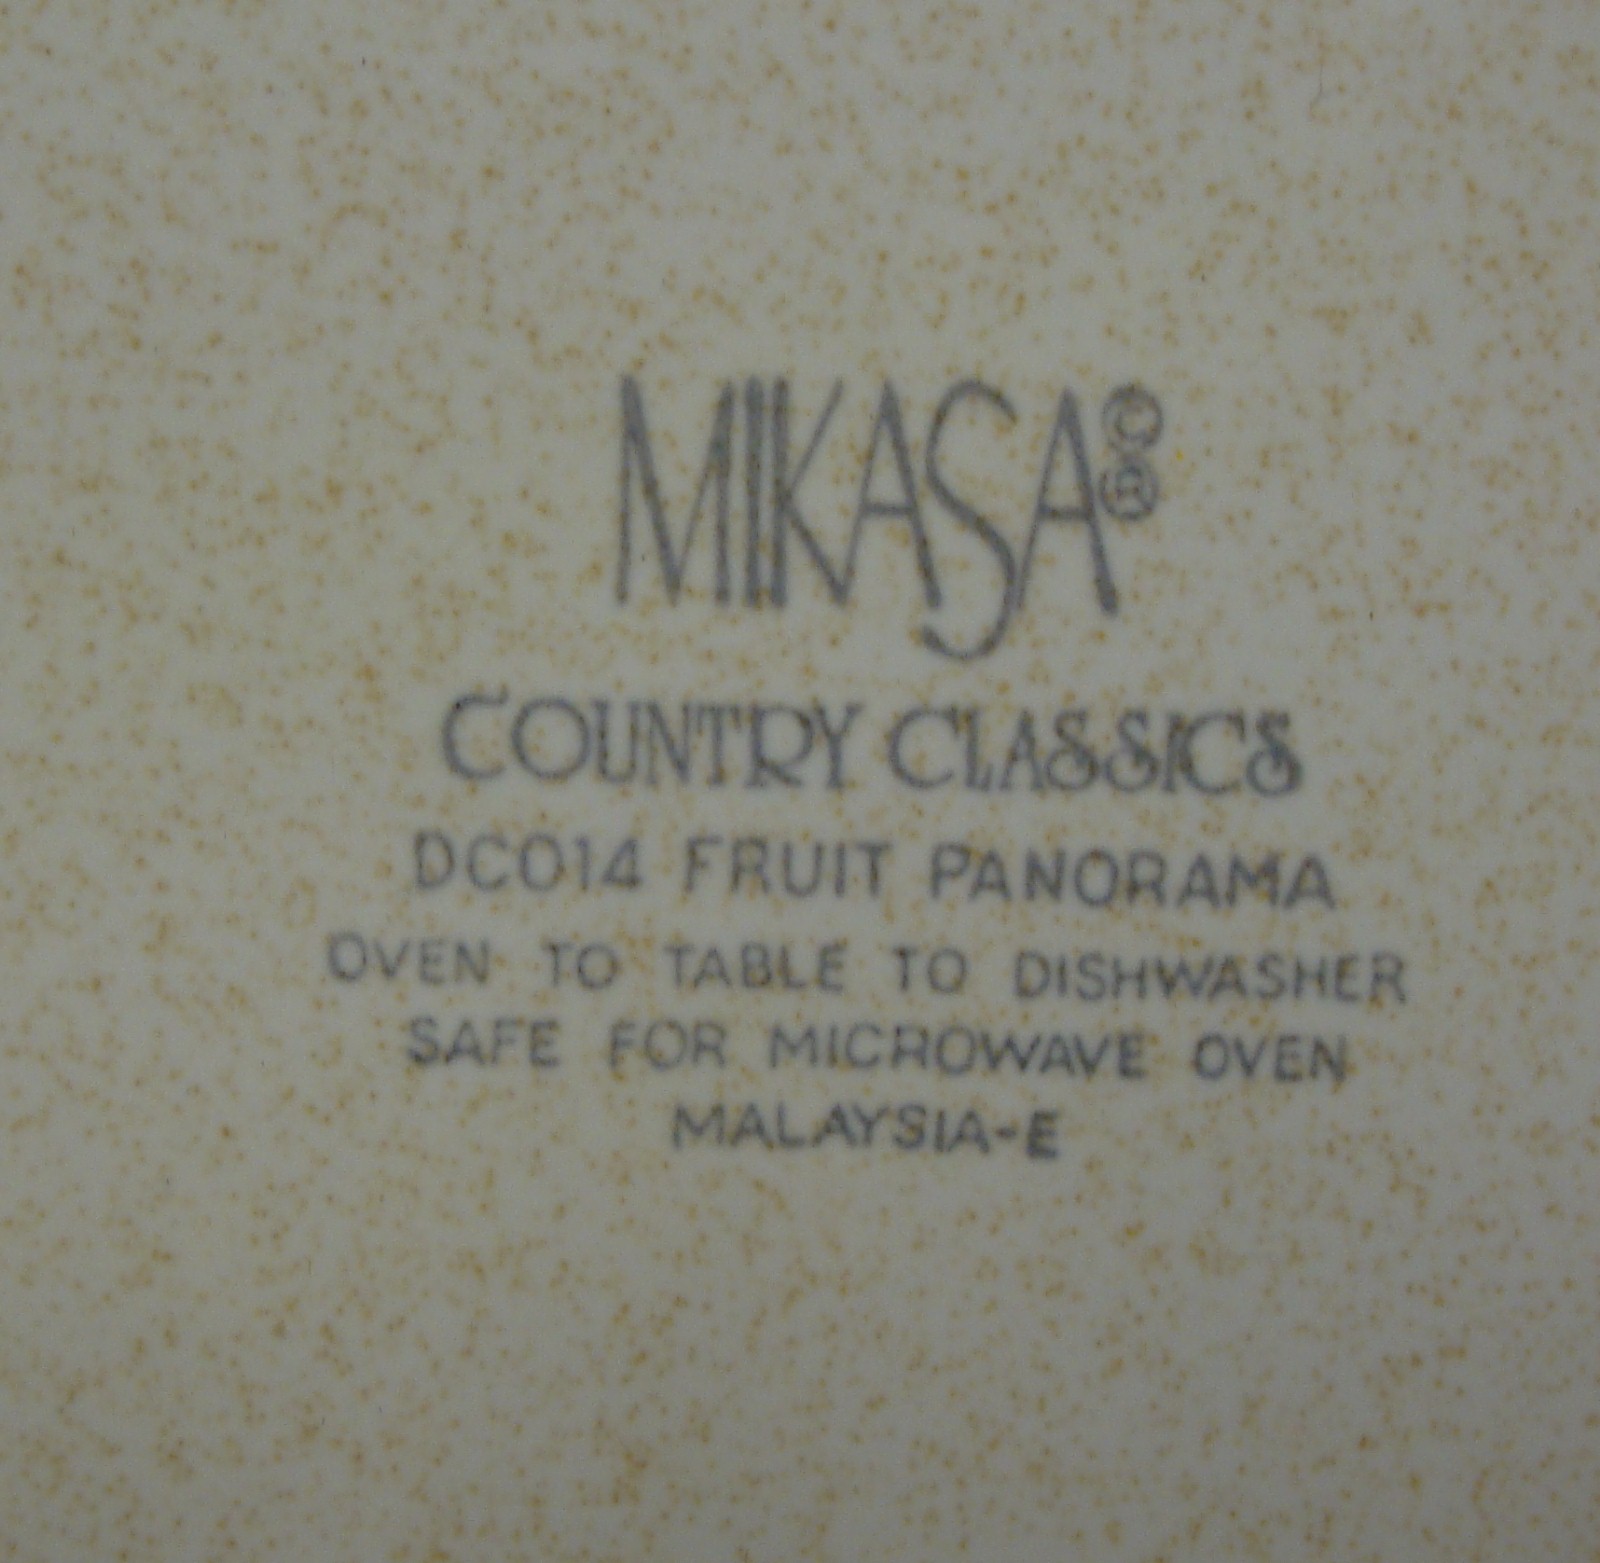 MIKASA©®
COUNTRY CLASSICS
DC014 FRUIT PANORAMA
OVEN TO TABLE TO DISHWASHER
SAFE FOR MICROWAVE OVEN
MALAYSIA-E